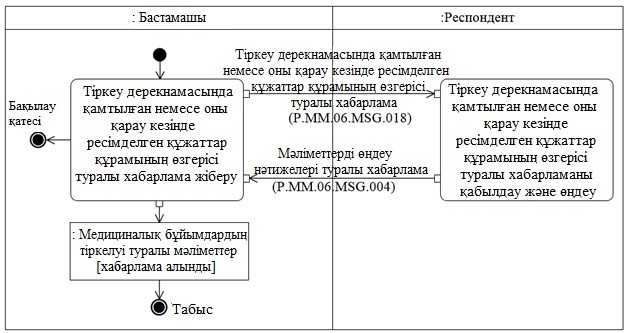 : Бастамашы
:Респондент
Тіркеу дерекнамасында қамтылған
немесе оны қарау кезінде ресімделген
құжаттар құрамының өзгерісі
туралы хабарлама
(P.MM.06.MSG.018)
Тіркеу дерекнамасында
қамтылған немесе оны
қарау кезінде
ресімделген құжаттар
құрамының өзгерісі
туралы хабарлама жіберу
Бақылау
қатесі
Мәліметтерді өңдеу
нәтижелері туралы хабарлама
(P.MM.06.MSG.004)
Тіркеу дерекнамасында
қамтылған немесе оны
қарау кезінде
ресімделген құжаттар
құрамының өзгерісі
туралы хабарламаны
қабылдау және өңдеу
: Медициналық бұйымдардың
тіркелуі туралы мәліметтер
[хабарлама алынды]
Табыс